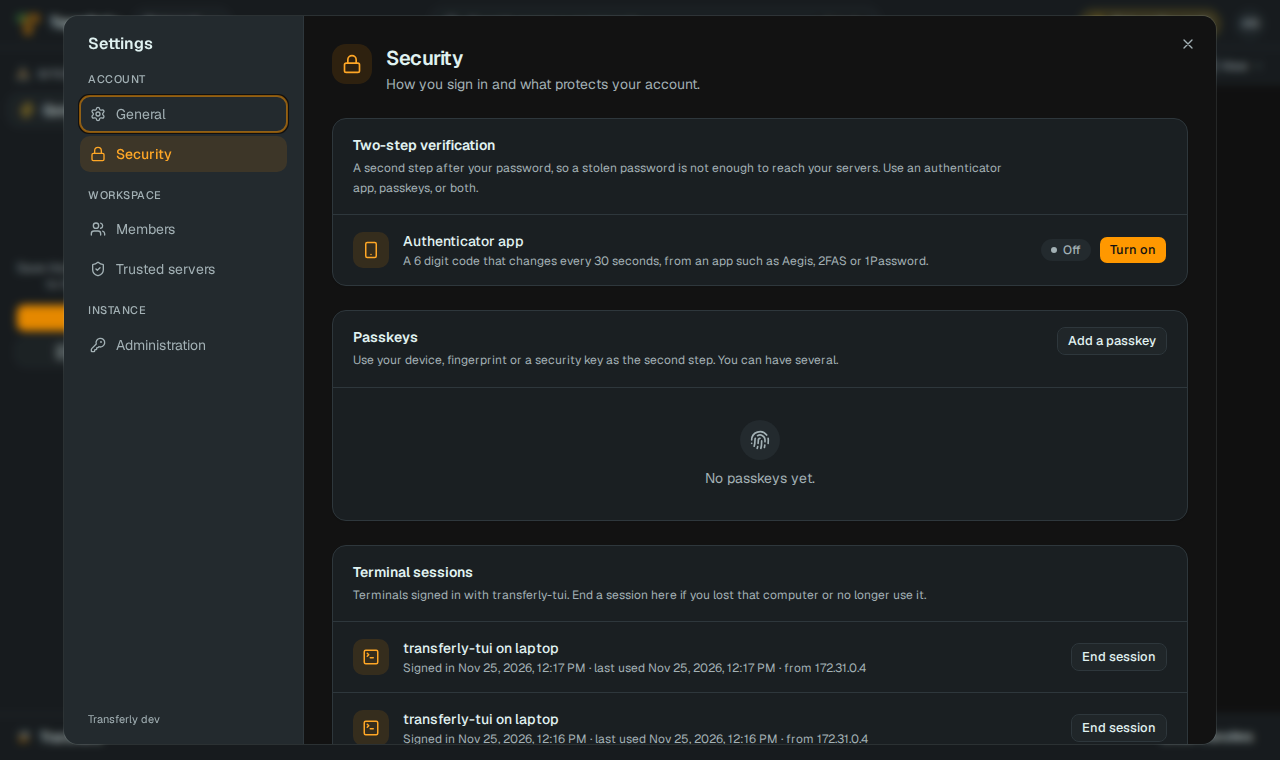 Settings
ACCOUNT
General
Security
WORKSPACE
Members
Trusted servers
INSTANCE
Administration
Transferly dev
Security
How you sign in and what protects your account.
Two-step verification
A second step after your password, so a stolen password is not enough to reach your servers. Use an authenticator
app, passkeys, or both.
Authenticator app
A 6 digit code that changes every 30 seconds, from an app such as Aegis, 2FAS or 1Password.
Off
Turn on
Passkeys
Use your device, fingerprint or a security key as the second step. You can have several.
Add a passkey
No passkeys yet.
Terminal sessions
Terminals signed in with transferly-tui. End a session here if you lost that computer or no longer use it.
transferly-tui on laptop
Signed in Nov 25, 2026, 12:17 PM · last used Nov 25, 2026, 12:17 PM · from 172.31.0.4
End session
transferly-tui on laptop
Signed in Nov 25, 2026, 12:16 PM · last used Nov 25, 2026, 12:16 PM · from 172.31.0.4
End session